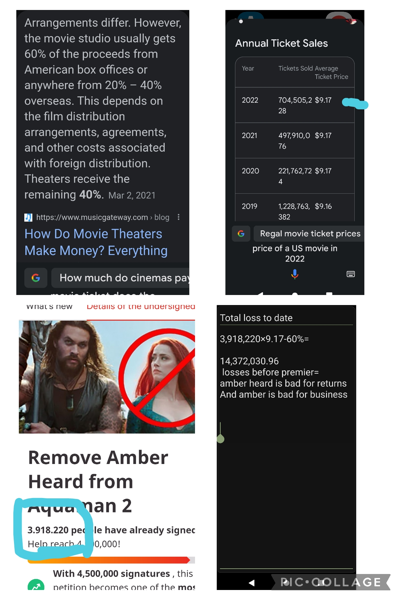 Arrangements differ. However,
the movie studio usually gets
60% of the proceeds from
American box offices or
anywhere from 20% – 40%
overseas. This depends on
the film distribution
arrangements, agreements,
and other costs associated
with foreign distribution.
Theaters receive the
remaining 40%. Mar 2, 2021
https://www.musicgateway.com › blog
How Do Movie Theaters
Make Money? Everything
How much do cinemas pay
Annual Ticket Sales
Year Tickets Sold Average
Ticket Price
2022 704,505,2 $9.17
28
2021 497,910,0 $9.17
76
2020 221,762,72 $9.17
4
2019 1,228,763, $9.16
382
Regal movie ticket prices
price of a US movie in
2022
What's new Details of the undersigned
Remove Amber
Heard from
Aquaman 2
3.918.220 people have already signed
Help reach 4,500,000!
With 4,500,000 signatures , this
petition becomes one of the mos
Total loss to date
3,918,220×9.17-60%=
14,372,030.96
losses before premier=
amber heard is bad for returns
And amber is bad for business
PIC•COLLAGE